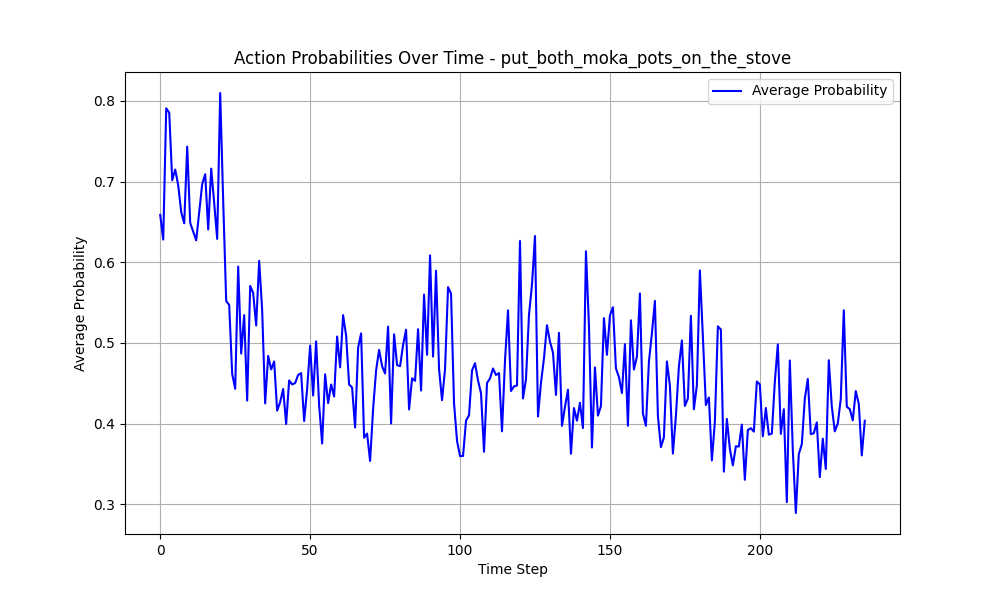 Action Probabilities Over Time - put_both_moka_pots_on_the_stove
Average Probability
0.8
0.7
0.6
0.5
0.4
0.3
Average Probability
0 50 100 150 200
Time Step